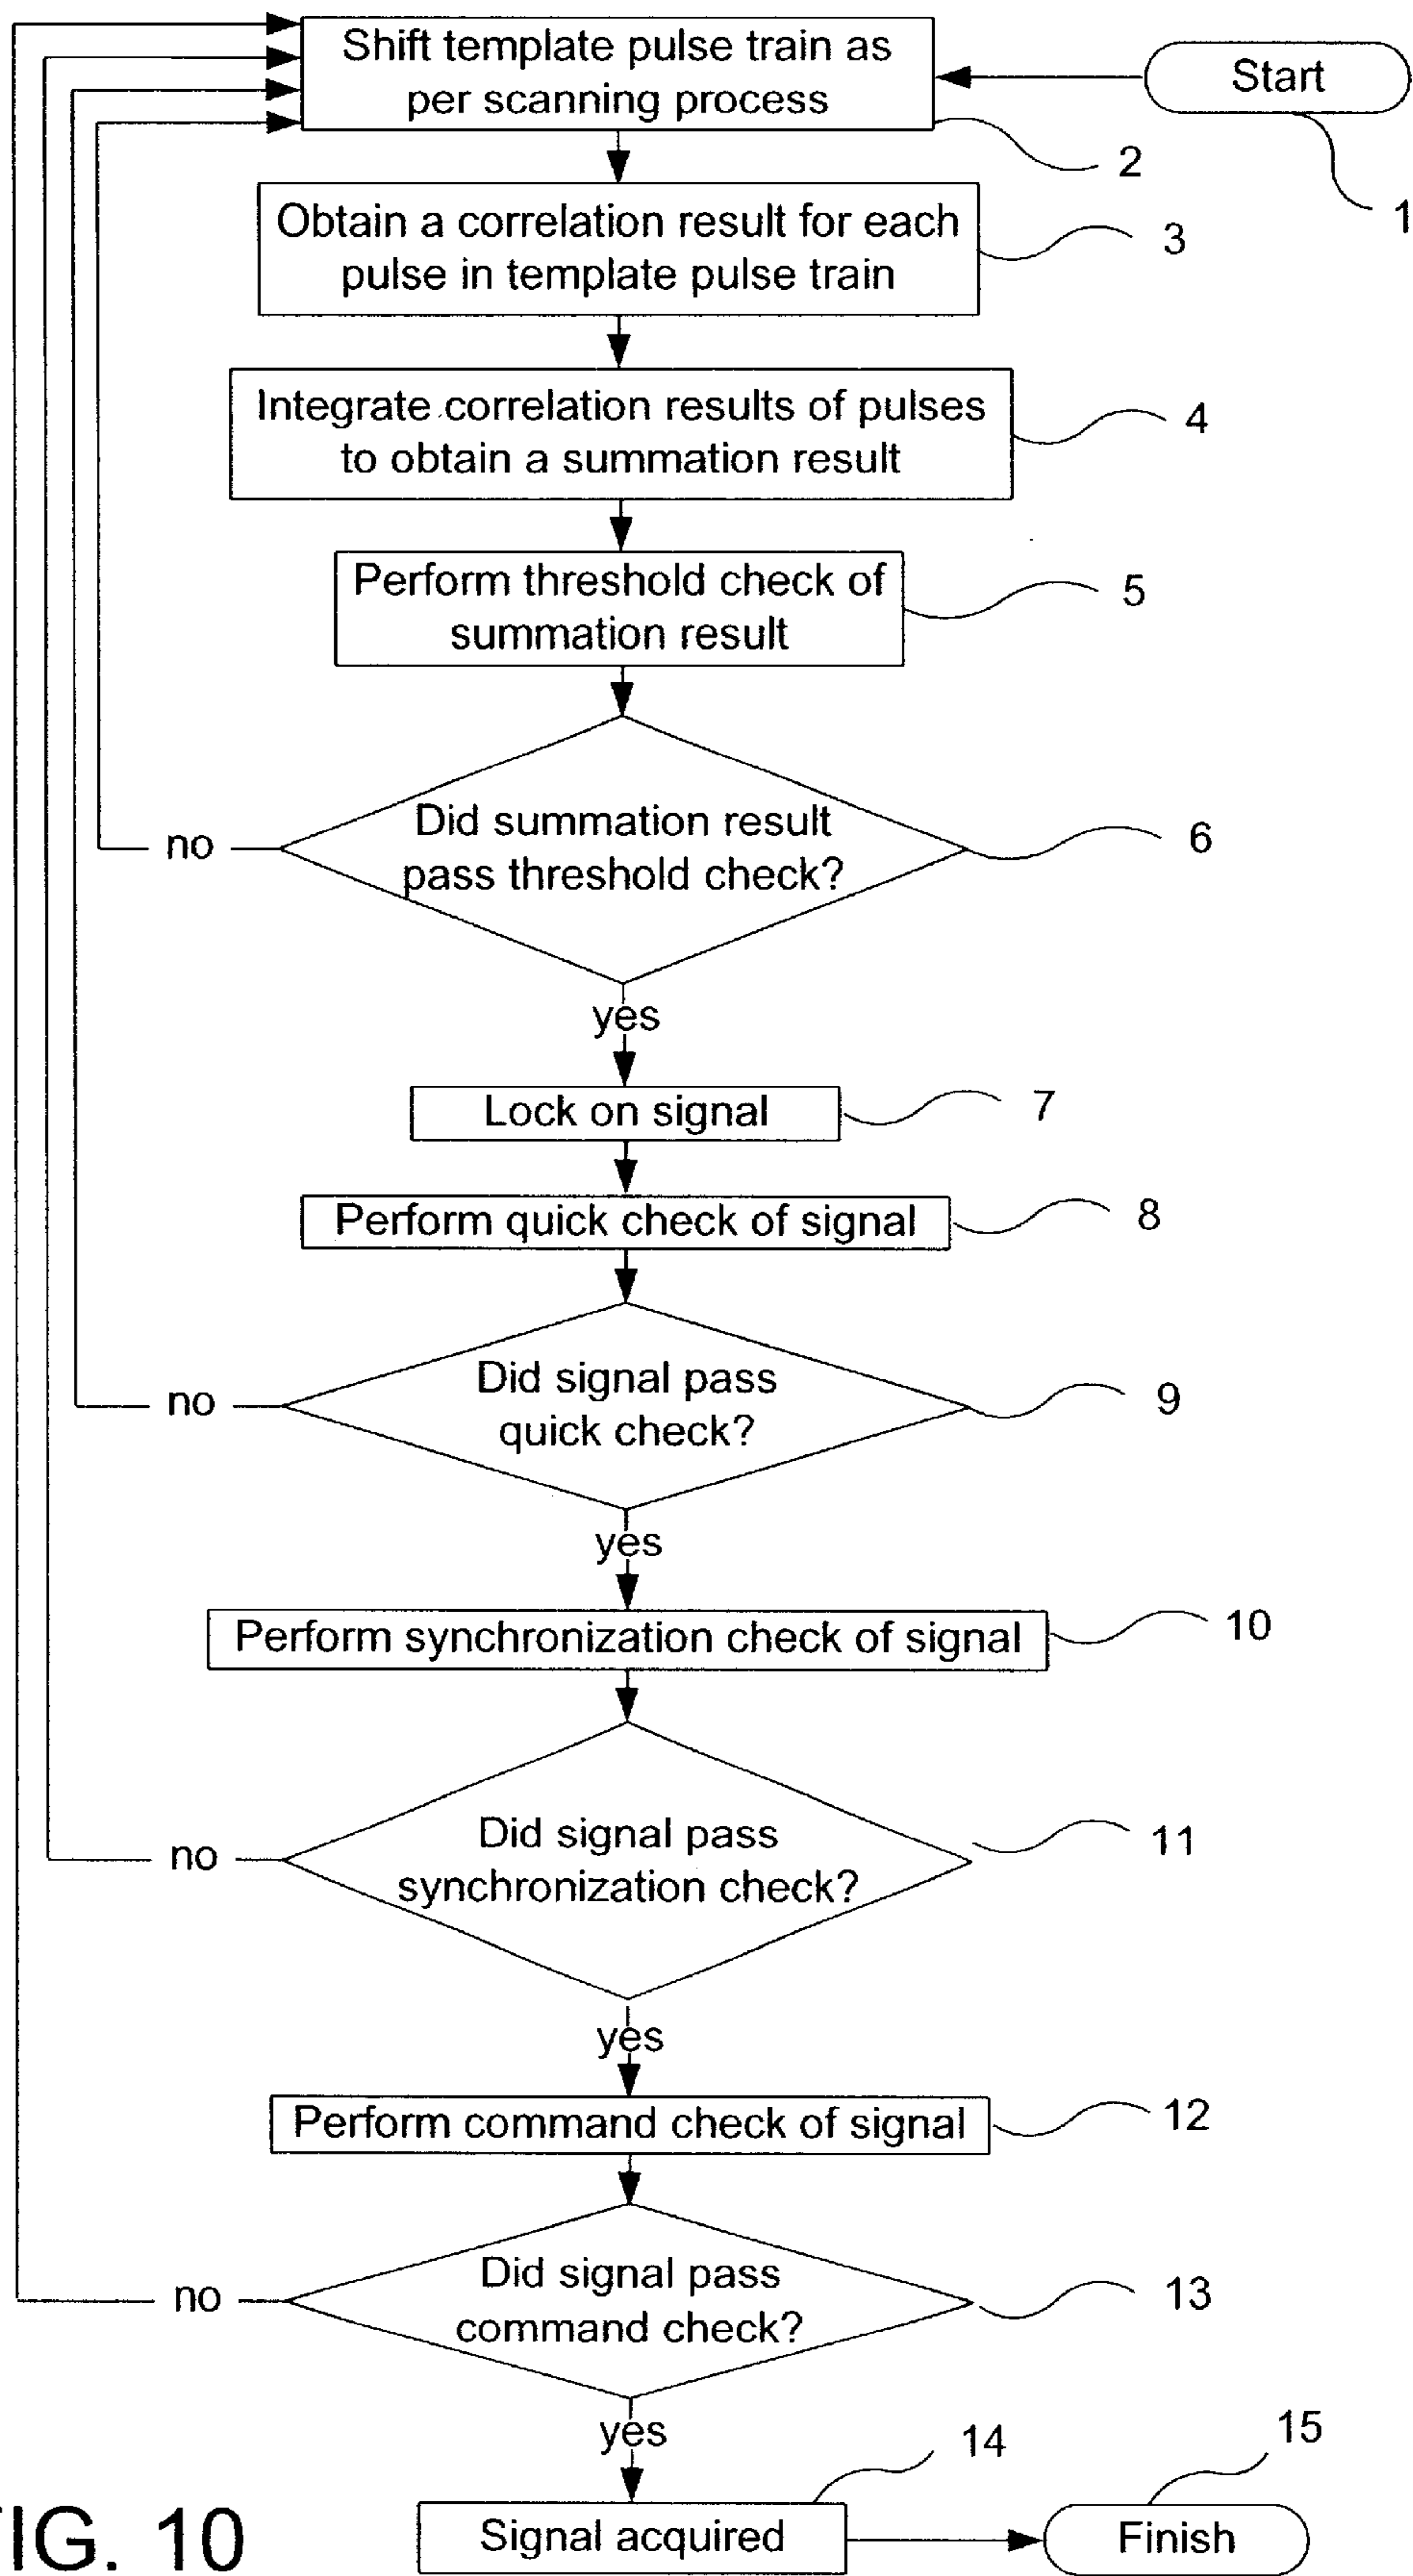 Shift template pulse train as
per scanning process
Start
2
1
Obtain a correlation result for each
pulse in template pulse train
3
Integrate correlation results of pulses
to obtain a summation result
4
Perform threshold check of
summation result
5
Did summation result
pass threshold check?
6
no
yes
Lock on signal
7
Perform quick check of signal
8
Did signal pass
quick check?
9
no
yes
Perform synchronization check of signal
10
Did signal pass
synchronization check?
11
no
yes
Perform command check of signal
12
Did signal pass
command check?
13
no
yes
14
15
Signal acquired
Finish
IG. 10